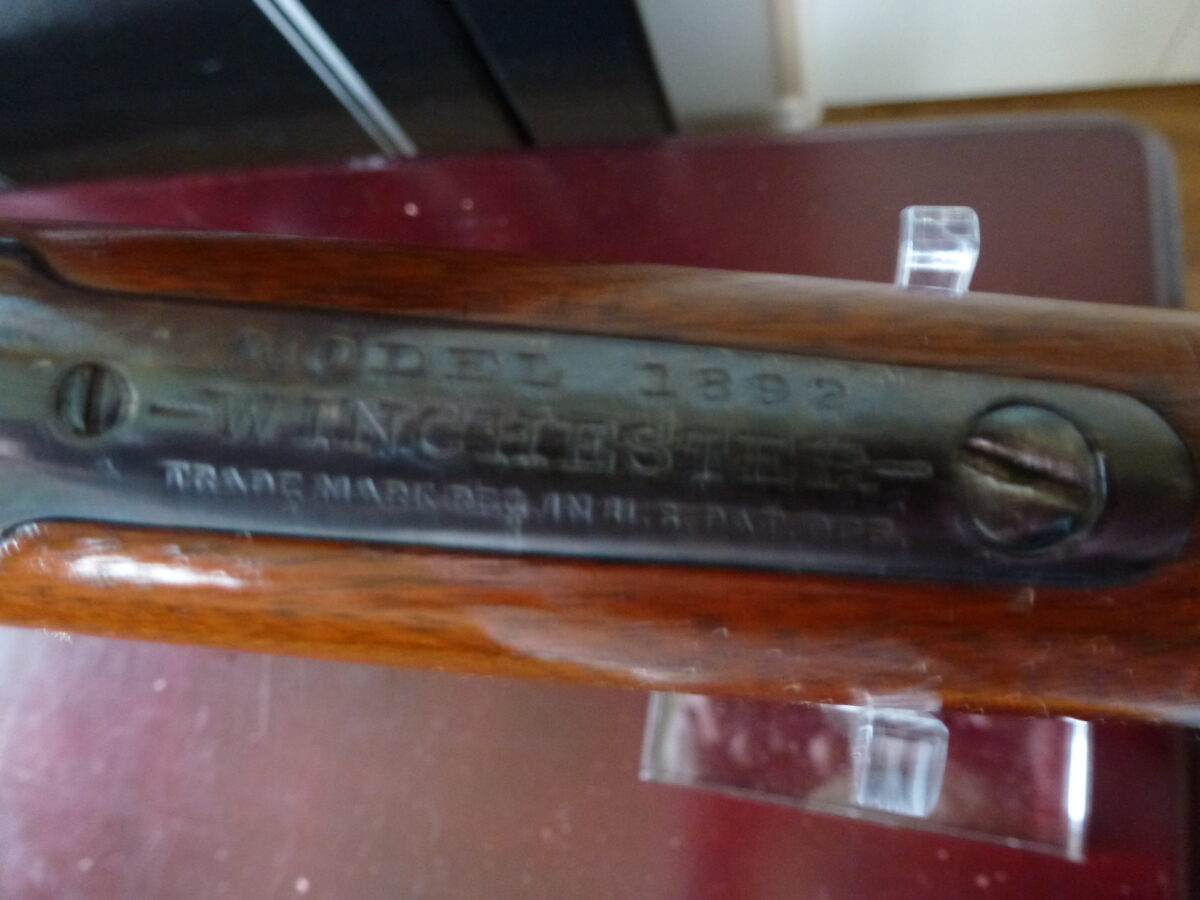 MODEL 1892
–WINCHESTER–
TRADE MARK REG. IN U.S. PAT. OFF.